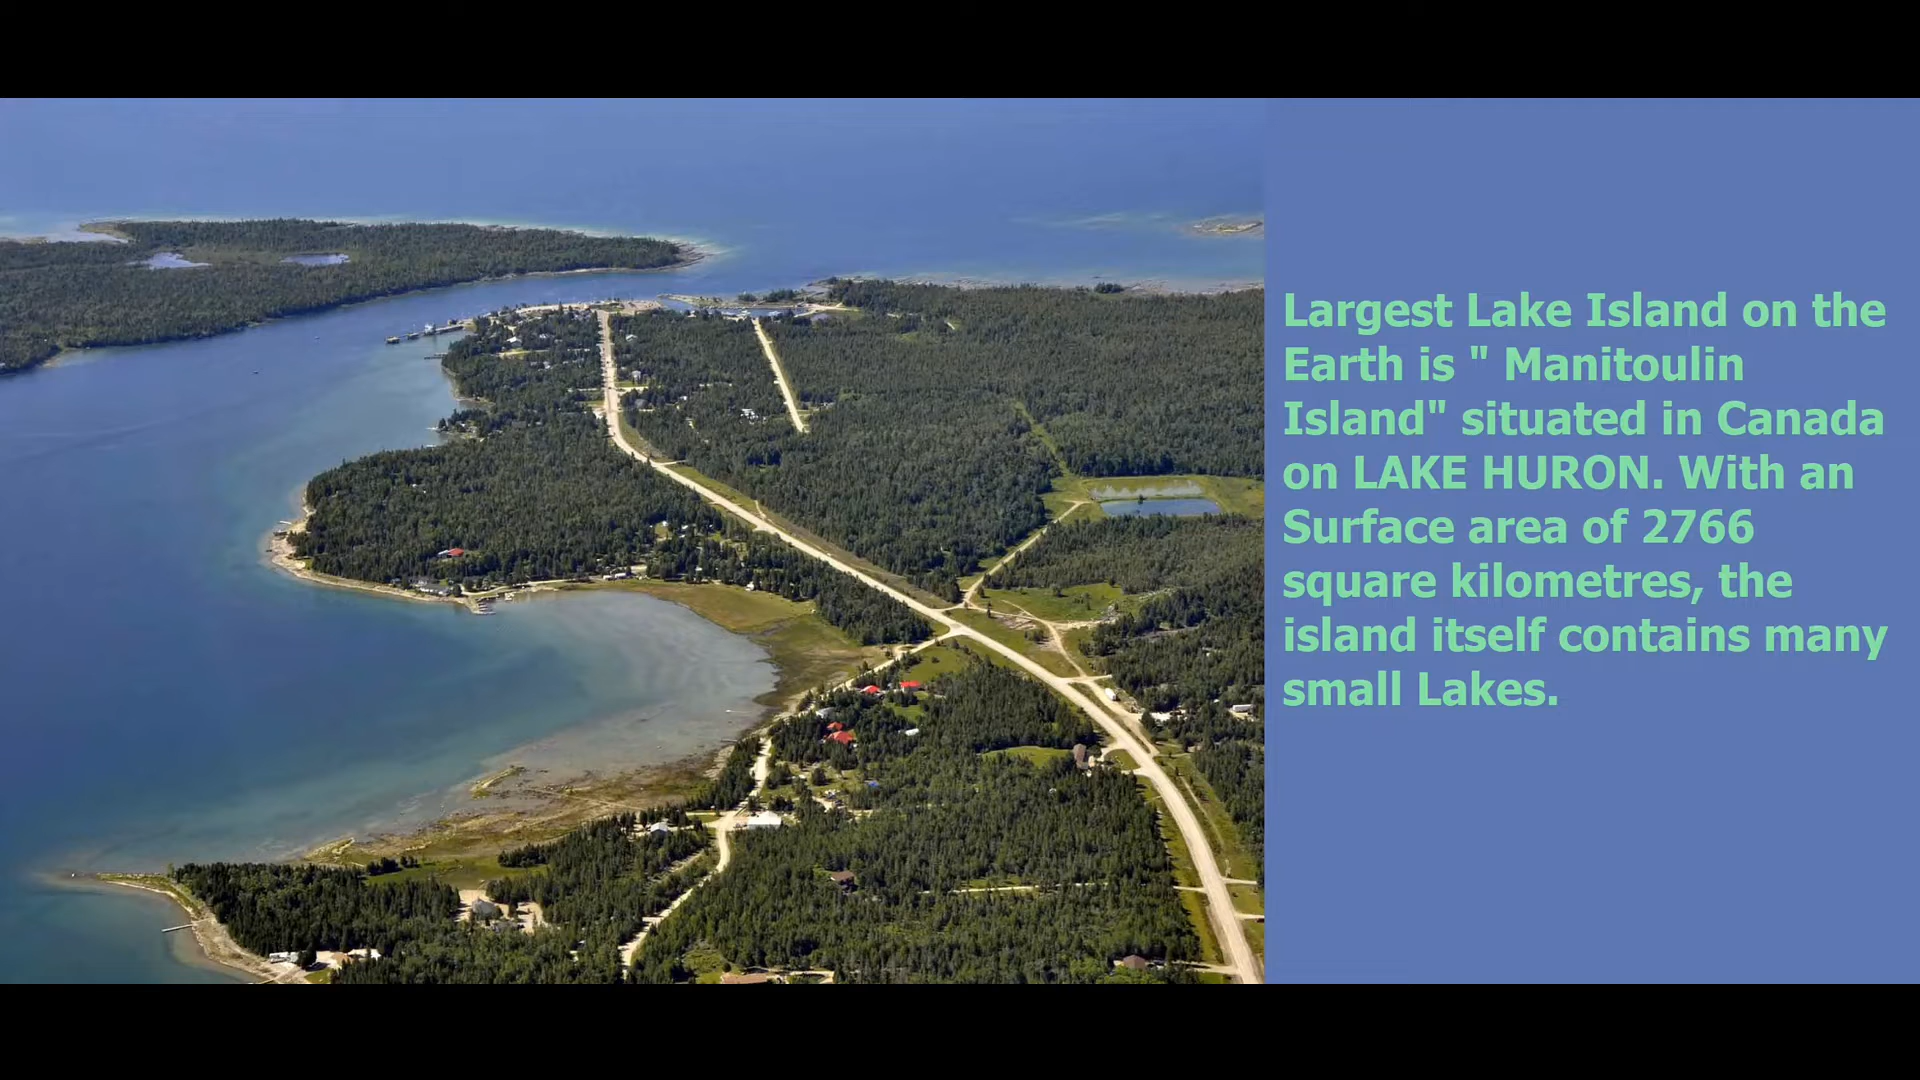 Largest Lake Island on the
Earth is " Manitoulin
Island" situated in Canada
on LAKE HURON. With an
Surface area of 2766
square kilometres, the
island itself contains many
small Lakes.